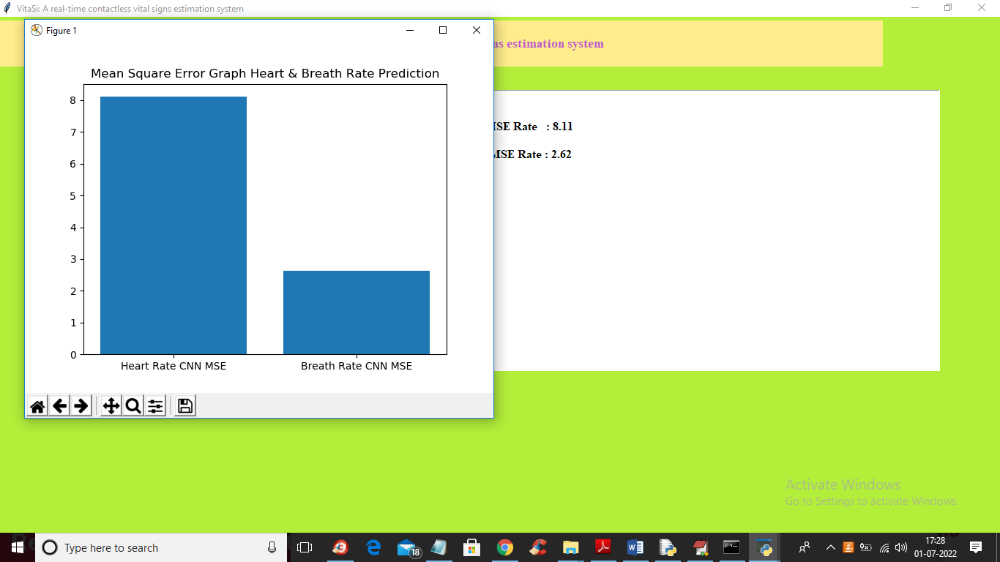 VitaSi: A real-time contactless vital signs estimation system
Figure 1
estimation system
Mean Square Error Graph Heart & Breath Rate Prediction
8
7
6
5
4
3
2
1
0
Heart Rate CNN MSE
Breath Rate CNN MSE
Rate : 8.11
MSE Rate : 2.62
Activate Windows
Go to Settings to activate Windows.
Type here to search
18
17:28
01-07-2022